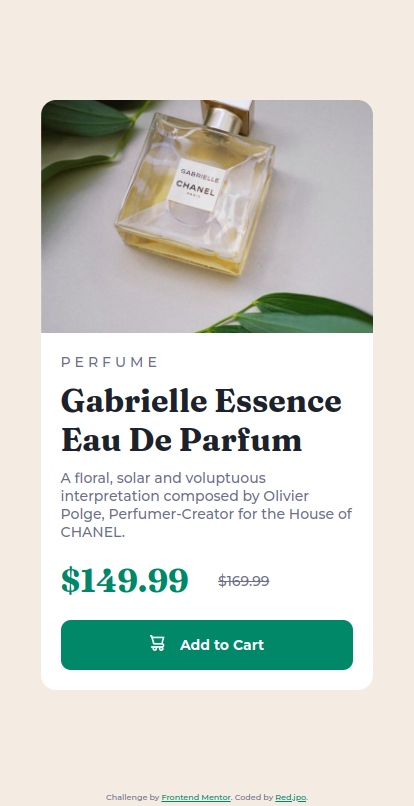 GABRIELLE
CHANEL
PARIS
PERFUME
Gabrielle Essence
Eau De Parfum
A floral, solar and voluptuous
interpretation composed by Olivier
Polge, Perfumer-Creator for the House of
CHANEL.
$149.99 $169.99
Add to Cart
Challenge by Frontend Mentor. Coded by Red.jpo.